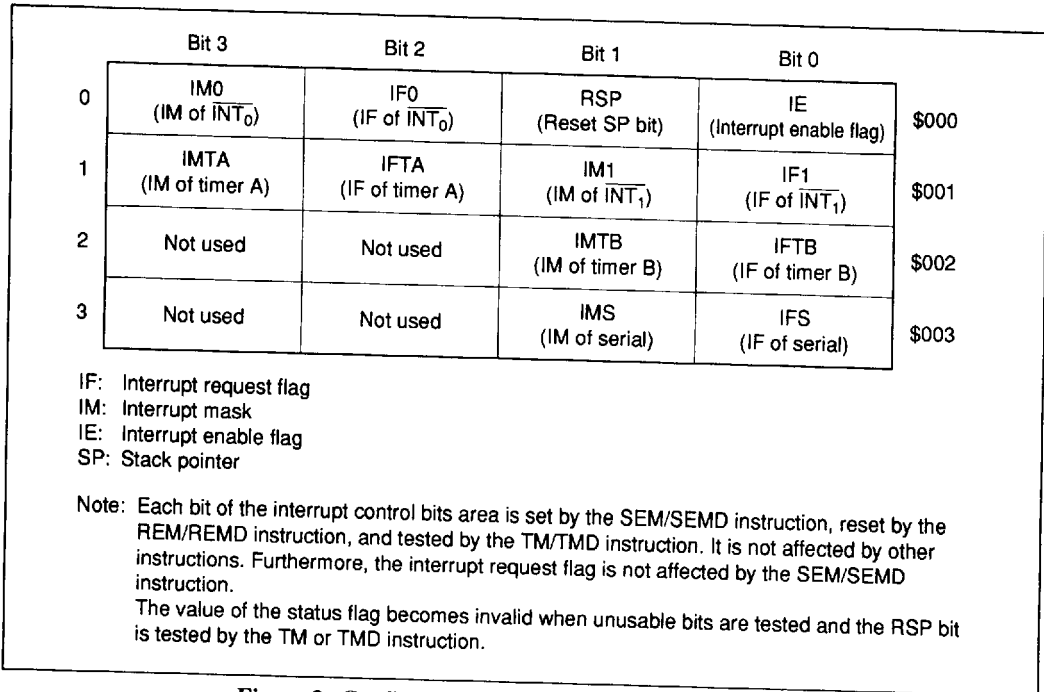 Bit 3 Bit 2 Bit 1 Bit 0
0 IM0 (IM of INT0) IF0 (IF of INT0) RSP (Reset SP bit) IE (Interrupt enable flag) $000
1 IMTA (IM of timer A) IFTA (IF of timer A) IM1 (IM of INT1) IF1 (IF of INT1) $001
2 Not used Not used IMTB (IM of timer B) IFTB (IF of timer B) $002
3 Not used Not used IMS (IM of serial) IFS (IF of serial) $003
IF: Interrupt request flag
IM: Interrupt mask
IE: Interrupt enable flag
SP: Stack pointer
Note: Each bit of the interrupt control bits area is set by the SEM/SEMD instruction, reset by the
REM/REMD instruction, and tested by the TM/TMD instruction. It is not affected by other
instructions. Furthermore, the interrupt request flag is not affected by the SEM/SEMD
instruction.
The value of the status flag becomes invalid when unusable bits are tested and the RSP bit
is tested by the TM or TMD instruction.